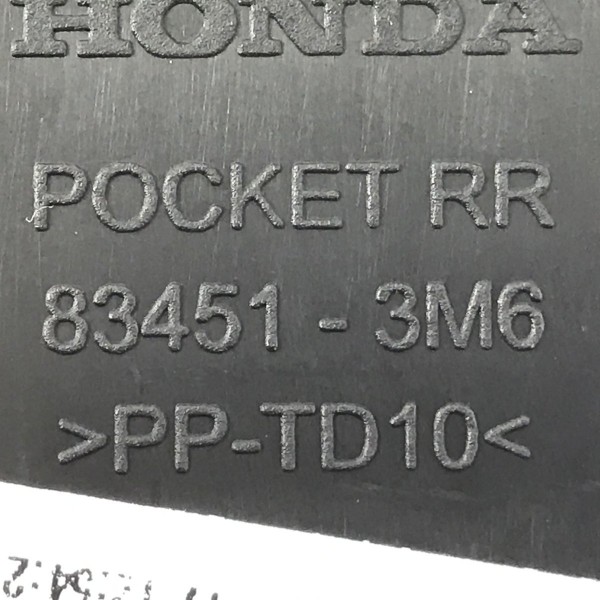 HONDA
POCKET RR
83451 - 3M6
>PP-TD10<